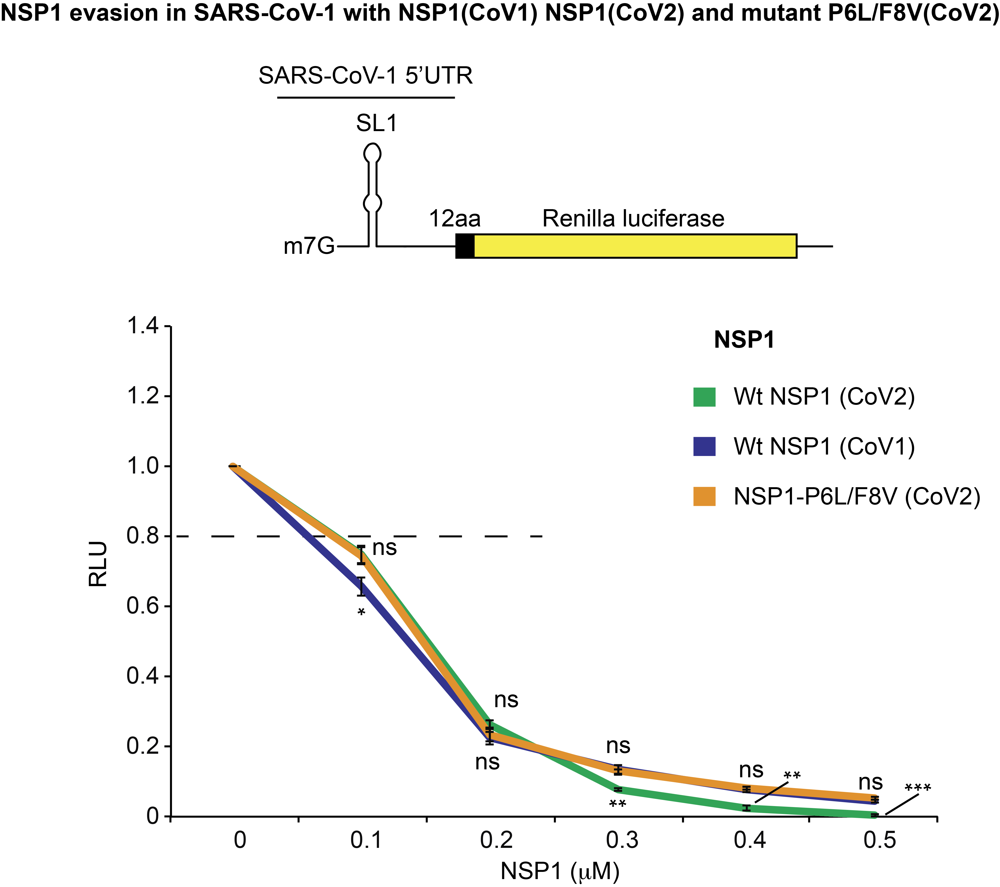 NSP1 evasion in SARS-CoV-1 with NSP1(CoV1) NSP1(CoV2) and mutant P6L/F8V(CoV2)
SARS-CoV-1 5’UTR
SL1
12aa
Renilla luciferase
m7G
1.4
1.2
1.0
0.8
0.6
0.4
0.2
0
RLU
NSP1
Wt NSP1 (CoV2)
Wt NSP1 (CoV1)
NSP1-P6L/F8V (CoV2)
ns
*
ns
ns
ns
**
ns
**
ns
***
0
0.1
0.2
0.3
0.4
0.5
NSP1 (μM)